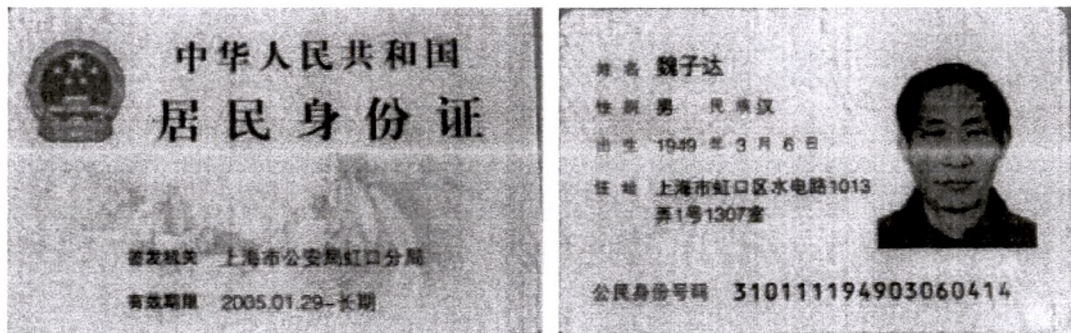 中华人民共和国
居民身份证
签发机关 上海市公安局虹口分局
有效期限 2005.01.29-长期
姓名 魏子达
性别 男 民族 汉
出生 1949 年 3 月 6 日
住址 上海市虹口区水电路1013
弄1号1307室
公民身份号码 310111194903060414